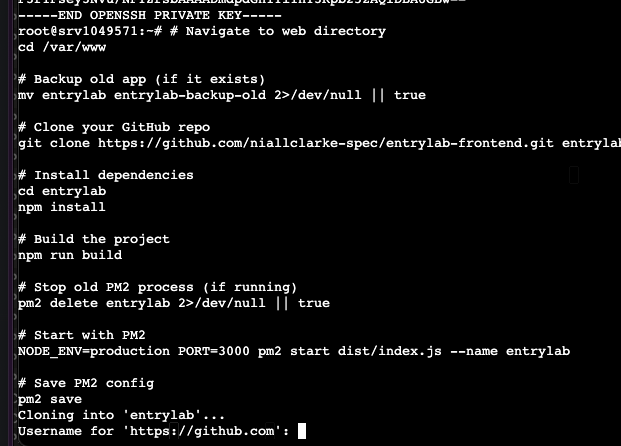 -----END OPENSSH PRIVATE KEY-----
root@srv1049571:~# # Navigate to web directory
cd /var/www
# Backup old app (if it exists)
mv entrylab entrylab-backup-old 2>/dev/null || true
# Clone your GitHub repo
git clone https://github.com/niallclarke-spec/entrylab-frontend.git entrylab
# Install dependencies
cd entrylab
npm install
# Build the project
npm run build
# Stop old PM2 process (if running)
pm2 delete entrylab 2>/dev/null || true
# Start with PM2
NODE_ENV=production PORT=3000 pm2 start dist/index.js --name entrylab
# Save PM2 config
pm2 save
Cloning into 'entrylab'...
Username for 'https://github.com':